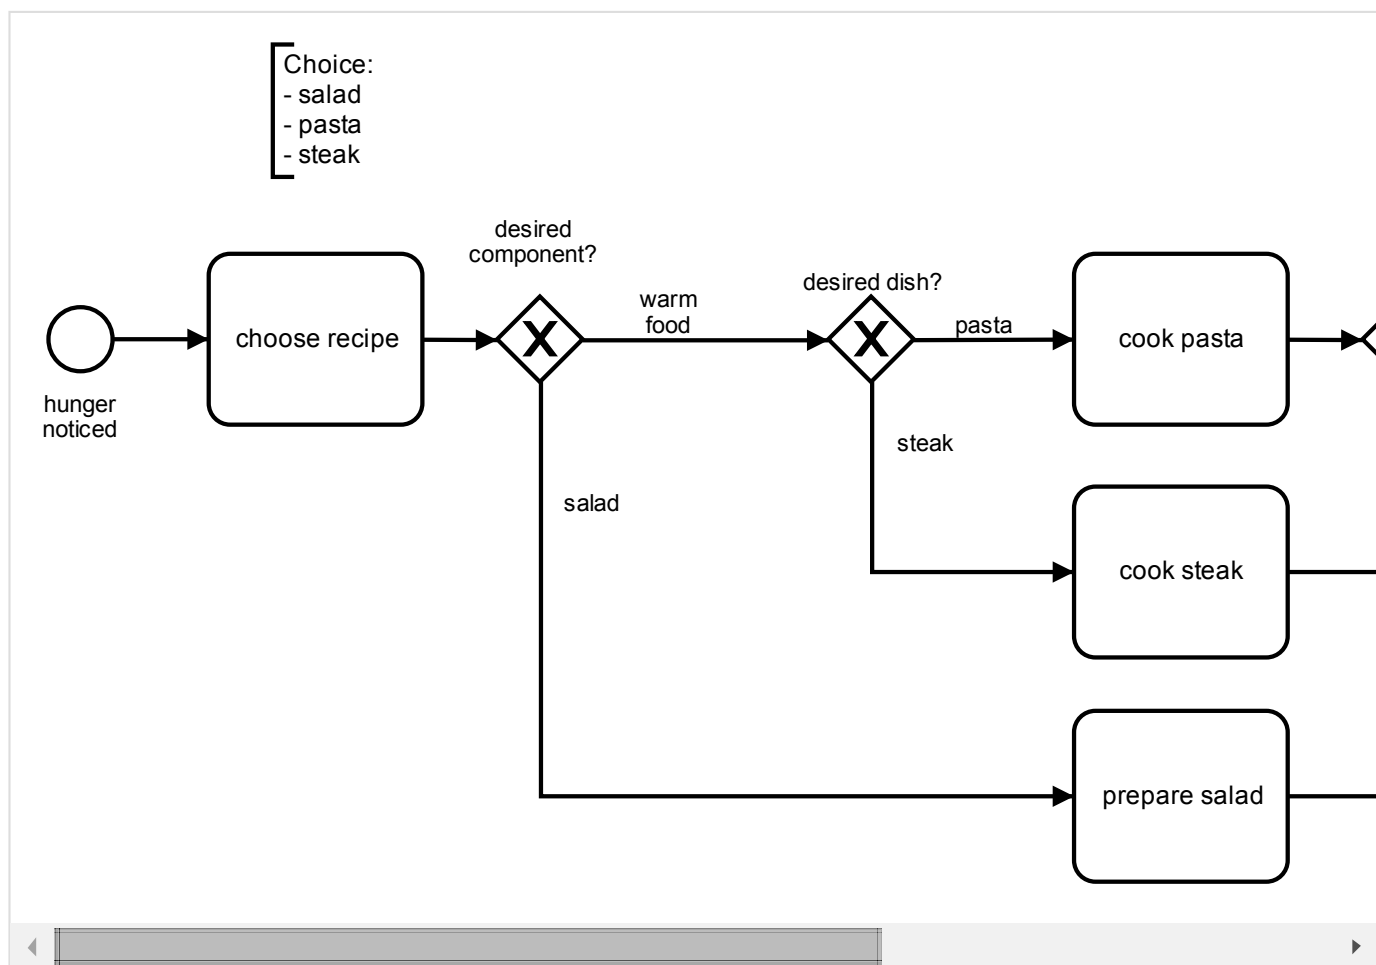 Choice:
- salad
- pasta
- steak
desired
component?
desired dish?
warm
food
pasta
choose recipe
cook pasta
hunger
noticed
steak
salad
cook steak
prepare salad